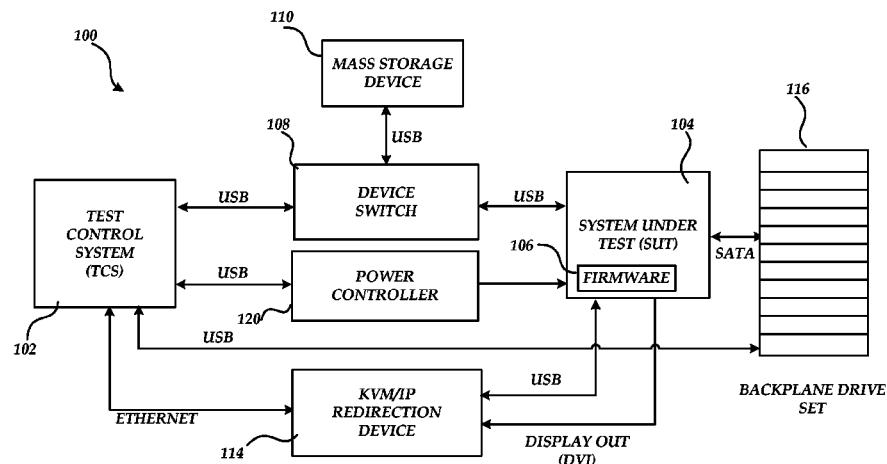 100
110
MASS STORAGE
DEVICE
116
USB
108
104
DEVICE
SWITCH
USB
USB
TEST
CONTROL
SYSTEM
(TCS)
SYSTEM UNDER
TEST (SUT)
SATA
106
FIRMWARE
USB
POWER
CONTROLLER
120
102
USB
USB
KVM/IP
REDIRECTION
DEVICE
ETHERNET
114
DISPLAY OUT
(DVI)
BACKPLANE DRIVE
SET